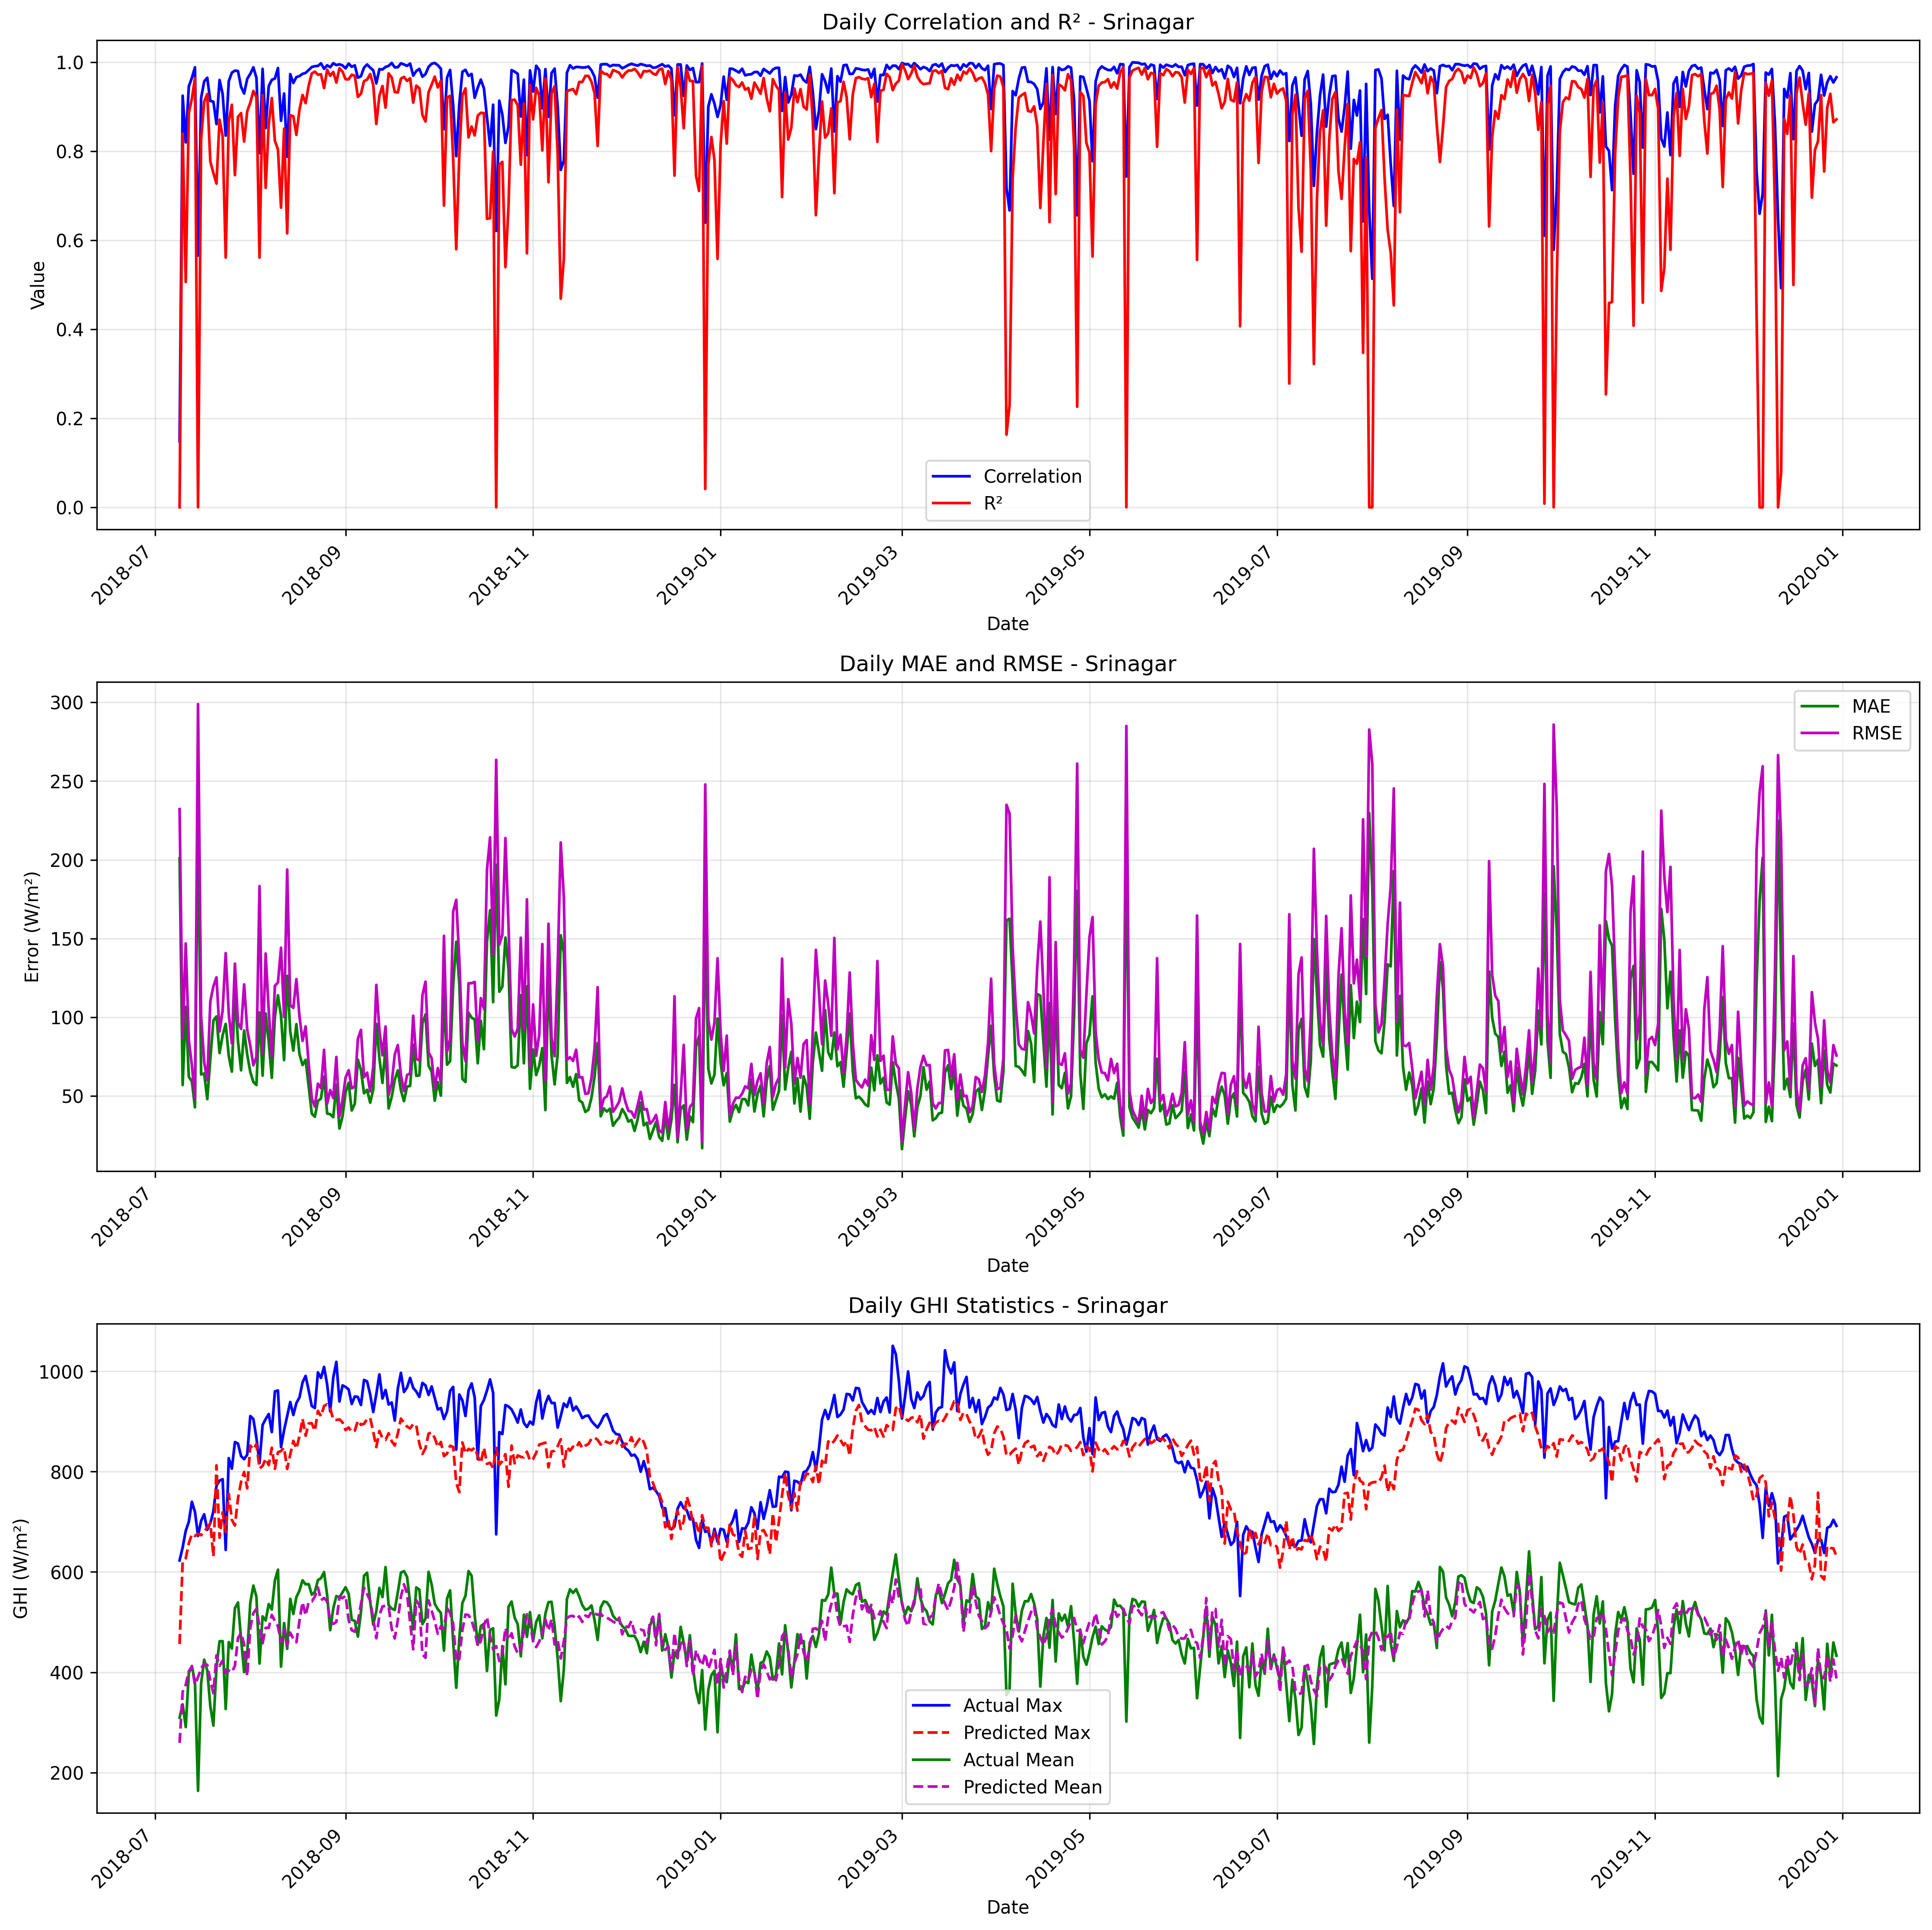 Daily Correlation and R² - Srinagar
1.0
0.8
0.6
0.4
0.2
0.0
Value
Correlation
R²
2018-07
2018-09
2018-11
2019-01
2019-03
2019-05
2019-07
2019-09
2019-11
2020-01
Date
Daily MAE and RMSE - Srinagar
300
250
200
150
100
50
Error (W/m²)
MAE
RMSE
2018-07
2018-09
2018-11
2019-01
2019-03
2019-05
2019-07
2019-09
2019-11
2020-01
Date
Daily GHI Statistics - Srinagar
1000
800
600
400
200
GHI (W/m²)
Actual Max
Predicted Max
Actual Mean
Predicted Mean
2018-07
2018-09
2018-11
2019-01
2019-03
2019-05
2019-07
2019-09
2019-11
2020-01
Date